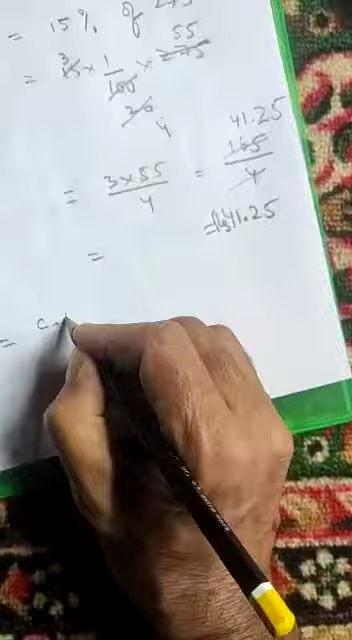 = 15% of 275
= 3 15 × 1/100 × 55 275
20
4
= 3×55/4 = 41.25 165/4
= Rs 41.25
=
= C.